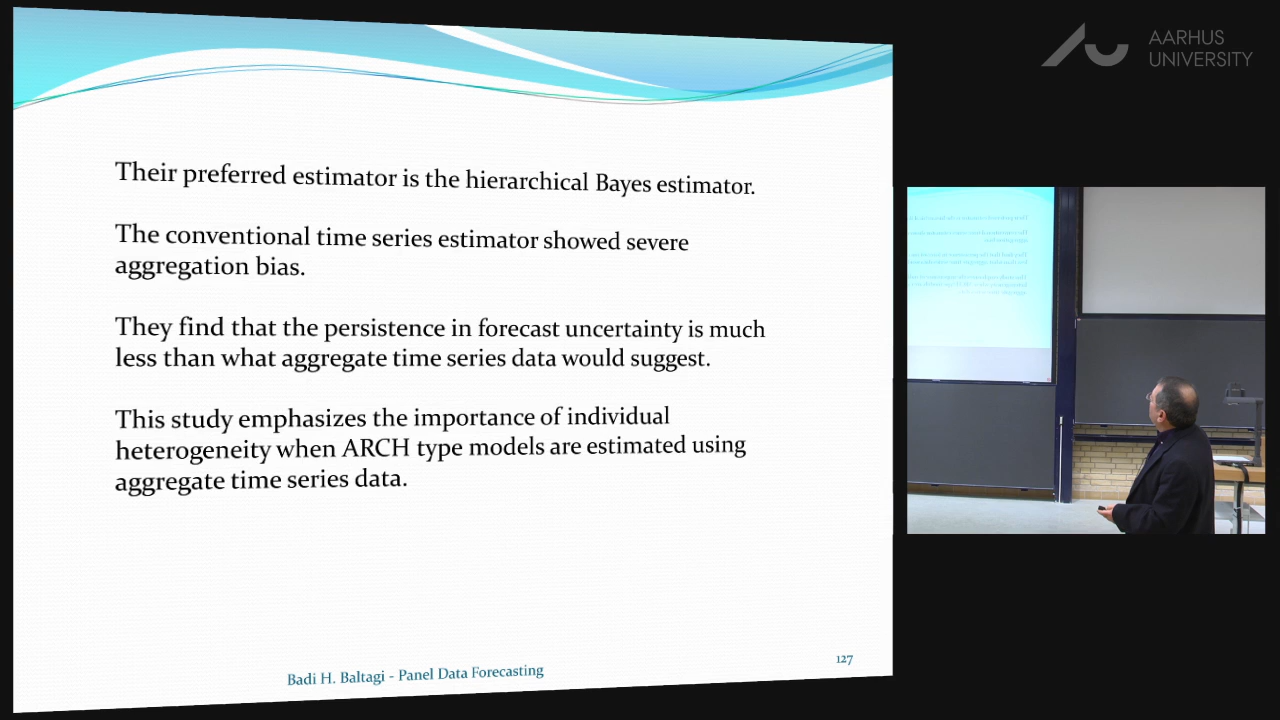 AARHUS
UNIVERSITY
Their preferred estimator is the hierarchical Bayes estimator.
The conventional time series estimator showed severe
aggregation bias.
They find that the persistence in forecast uncertainty is much
less than what aggregate time series data would suggest.
This study emphasizes the importance of individual
heterogeneity when ARCH type models are estimated using
aggregate time series data.
Badi H. Baltagi - Panel Data Forecasting
127